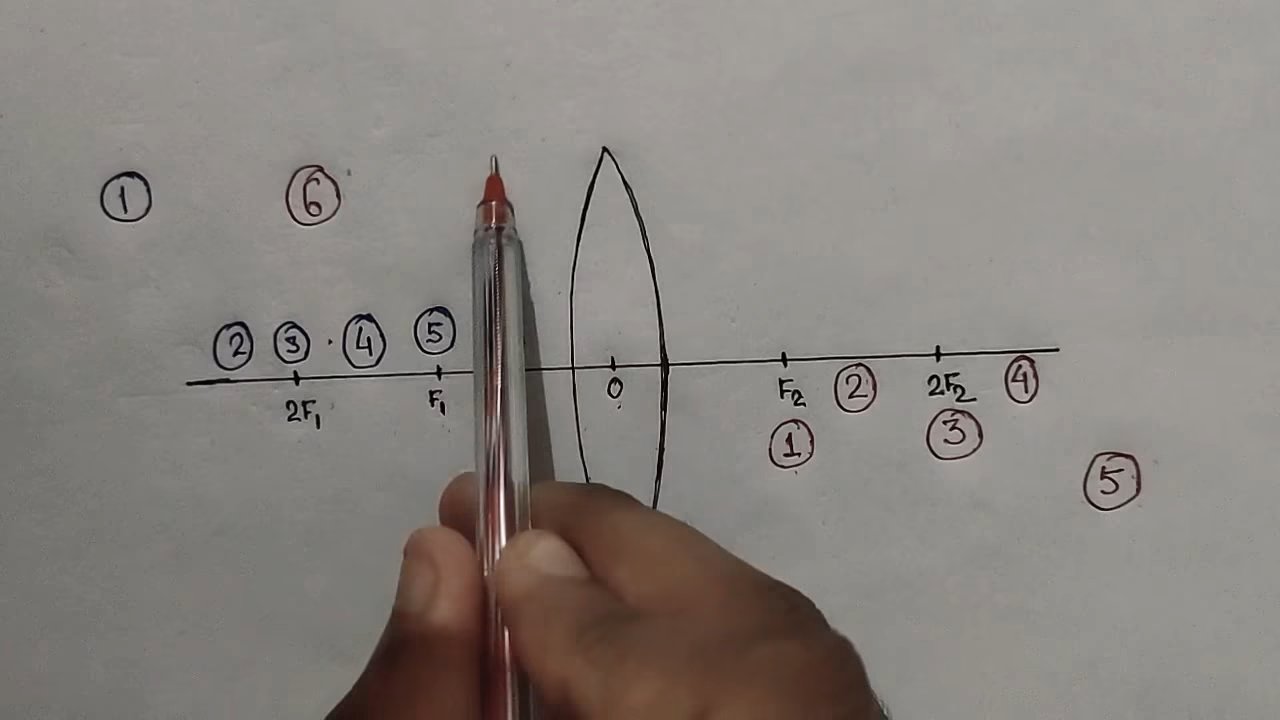 ① ⑥
② ③ ④ ⑤
2F₁ F₁ O F₂ ② 2F₂ ④
① ③
⑤